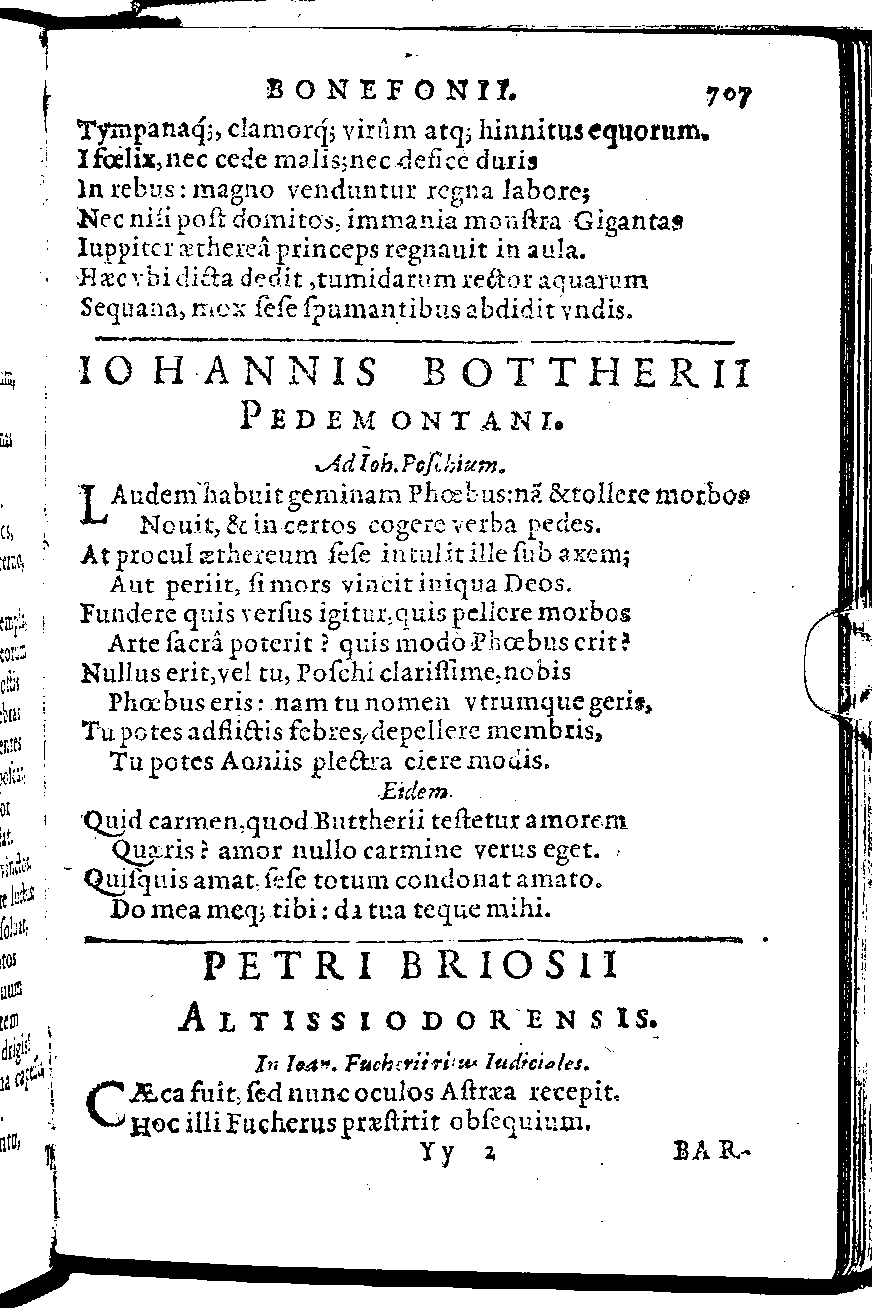 BONEFONII. 707
Tympanaq́;, clamorq́; virûm atq; hinnitus equorum.
I fœlix, nec cede malis; nec defice duris
In rebus: magno venduntur regna labore;
Nec niſi poſt domitos, immania monſtra Gigantas
Iuppiter æthereâ princeps regnauit in aula.
Hæc vbi dicta dedit, tumidarum rector aquarum
Sequana, mox ſeſe ſpumantibus abdidit vndis.
IOHANNIS BOTTHERII
PEDEMONTANI.
Ad Ioh. Poſchium.
LAudem habuit geminam Phœbus: nã & tollere morbos
Nouit, & in certos cogere verba pedes.
At procul æthereum ſeſe intulit ille ſub axem;
Aut periit, ſi mors vincit iniqua Deos.
Fundere quis verſus igitur, quis pellere morbos
Arte ſacrâ poterit? quis modò Phœbus erit?
Nullus erit, vel tu, Poſchi clariſſime, nobis
Phœbus eris: nam tu nomen vtrumque geris,
Tu potes adflictis febres, depellere membris,
Tu potes Aoniis plectra ciere modis.
Eidem.
Quid carmen, quod Buttherii teſtetur amorem
Quæris? amor nullo carmine verus eget.
Quiſquis amat, ſeſe totum condonat amato.
Do mea meq; tibi: da tua teque mihi.
PETRI BRIOSII
ALTISSIODORENSIS.
In Ioan. Fucherii Iudiciales.
CÆca fuit, ſed nunc oculos Aſtræa recepit.
Hoc illi Fucherus præſtitit obſequium.
Yy 2 BAR-